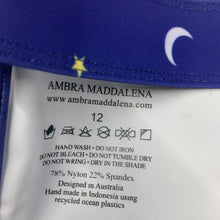 AMBRA MADDALENA
www.ambramaddalena.com
12
HAND WASH • DO NOT IRON
DO NOT BLEACH • DO NOT TUMBLE DRY
DO NOT WRING • DRY IN SHADE
78% Nylon 22% Spandex
Designed in Australia
Hand made in Indonesia using
recycled ocean plastics